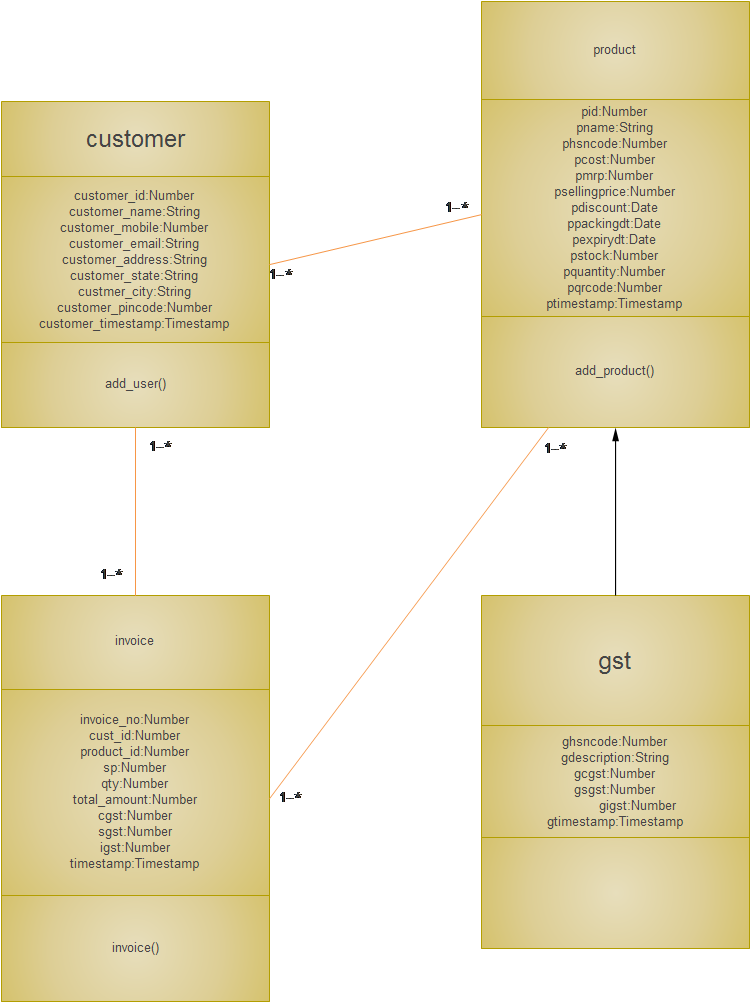 customer
customer_id:Number
customer_name:String
customer_mobile:Number
customer_email:String
customer_address:String
customer_state:String
custmer_city:String
customer_pincode:Number
customer_timestamp:Timestamp
add_user()
product
pid:Number
pname:String
phsncode:Number
pcost:Number
pmrp:Number
psellingprice:Number
pdiscount:Date
ppackingdt:Date
pexpirydt:Date
pstock:Number
pquantity:Number
pqrcode:Number
ptimestamp:Timestamp
add_product()
1–*
1–*
1–*
1–*
1–*
1–*
invoice
invoice_no:Number
cust_id:Number
product_id:Number
sp:Number
qty:Number
total_amount:Number
cgst:Number
sgst:Number
igst:Number
timestamp:Timestamp
invoice()
gst
ghsncode:Number
gdescription:String
gcgst:Number
gsgst:Number
gigst:Number
gtimestamp:Timestamp